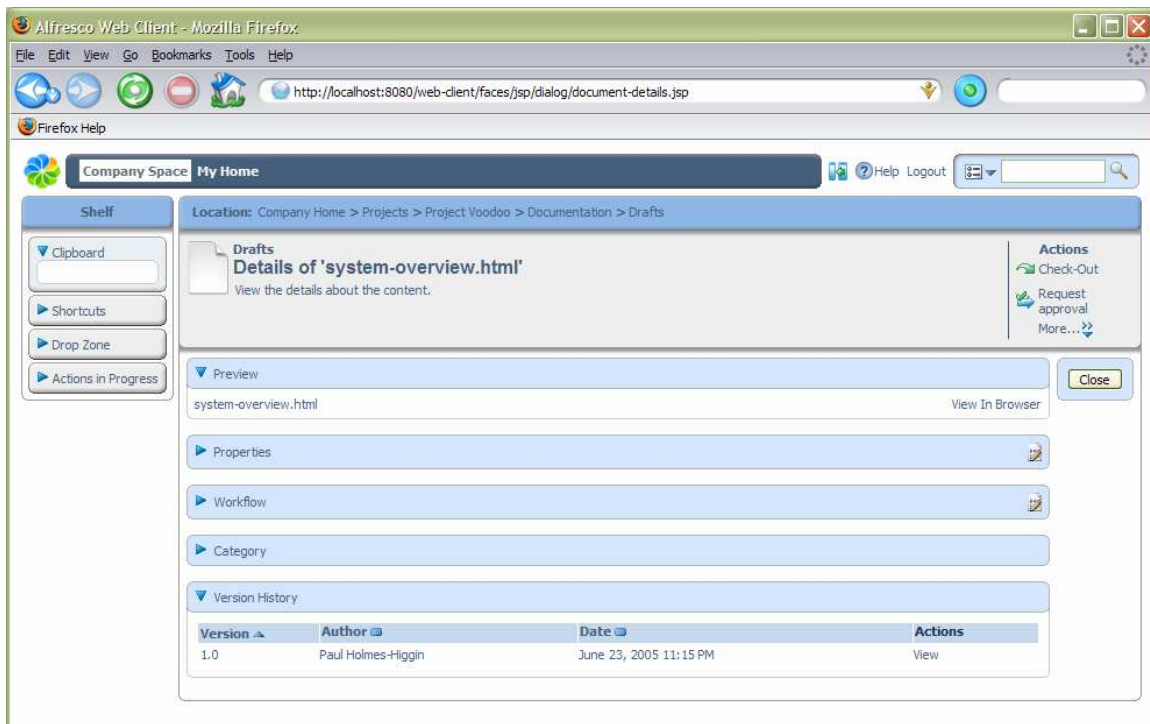 Alfresco Web Client - Mozilla Firefox
File Edit View Go Bookmarks Tools Help
http://localhost:8080/web-client/faces/jsp/dialog/document-details.jsp
Firefox Help
Company Space My Home
Help Logout
Shelf
Location: Company Home > Projects > Project Voodoo > Documentation > Drafts
Clipboard
Shortcuts
Drop Zone
Actions in Progress
Drafts
Details of 'system-overview.html'
View the details about the content.
Actions
Check-Out
Request
approval
More...
Preview
Close
system-overview.html View In Browser
Properties
Workflow
Category
Version History
Version Author Date Actions
1.0 Paul Holmes-Higgin June 23, 2005 11:15 PM View